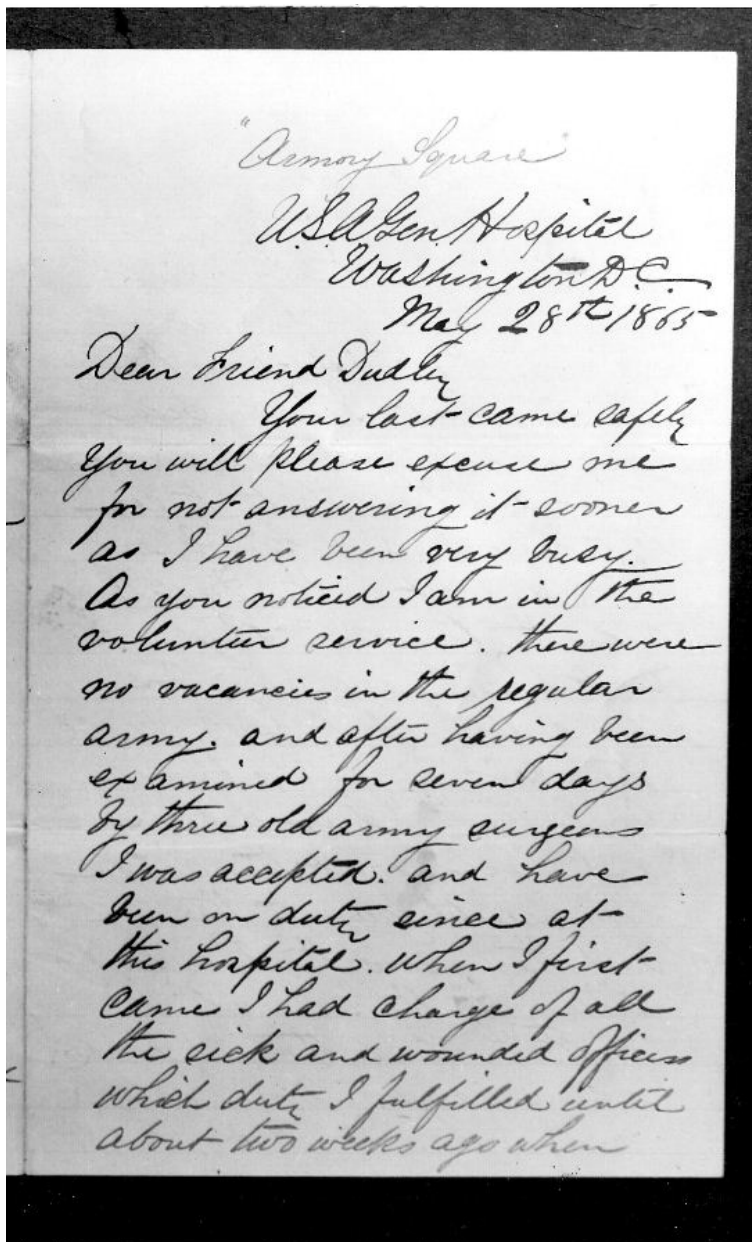 "Armory Square"
U.S.A Gen. Hospital
Washington D.C.
May 28th 1865
Dear Friend Dudley
Your last came safely
You will please excuse me
for not answering it sooner
as I have been very busy.
As you noticed I am in the
volunteer service. there were
no vacancies in the regular
army. and after having been
examined for seven days
by three old army surgeons
I was accepted. and have
been on duty since at
this hospital. when I first
came I had charge of all
the sick and wounded officers
which duty I fulfilled until
about two weeks ago when